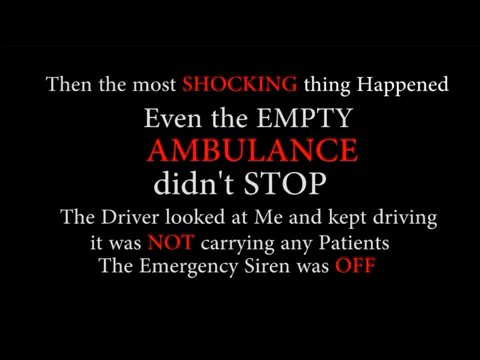 Then the most SHOCKING thing Happened
Even the EMPTY
AMBULANCE
didn't STOP
The Driver looked at Me and kept driving
it was NOT carrying any Patients
The Emergency Siren was OFF